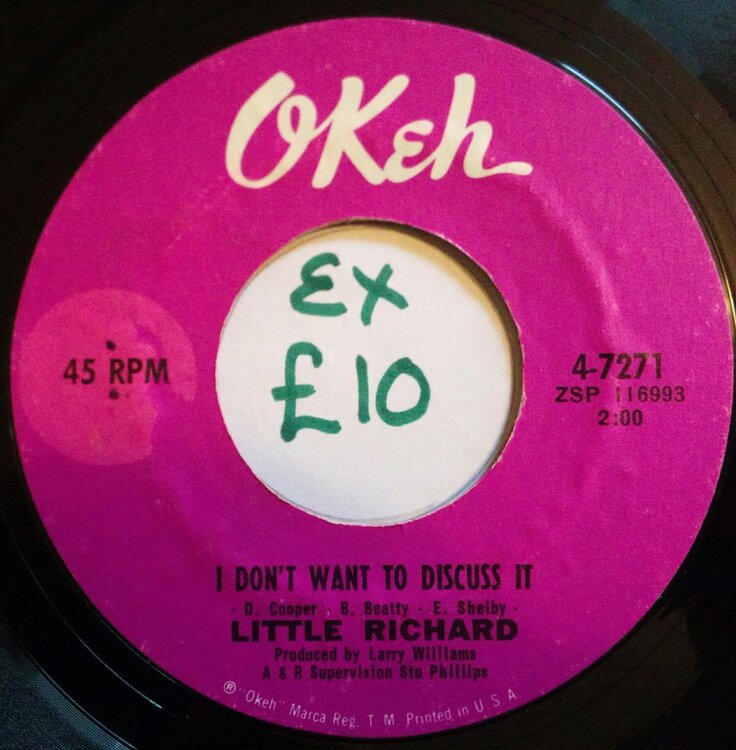 OKeh
EX
£10
45 RPM
4-7271
ZSP 116993
2:00
I DON'T WANT TO DISCUSS IT
- D. Cooper - B. Beatty - E. Shelby -
LITTLE RICHARD
Produced by Larry Williams
A & R Supervision Stu Phillips
® "Okeh" Marca Reg. T. M. Printed in U. S. A